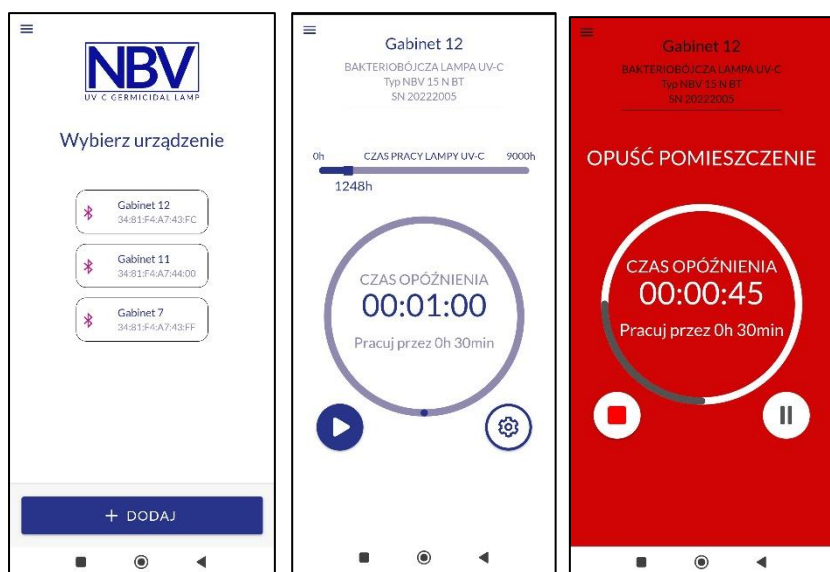 NBV
UV C GERMICIDAL LAMP
Wybierz urządzenie
Gabinet 12
34:81:F4:A7:43:FC
Gabinet 11
34:81:F4:A7:44:00
Gabinet 7
34:81:F4:A7:43:FF
+ DODAJ
Gabinet 12
BAKTERIOBÓJCZA LAMPA UV-C
Typ NBV 15 N BT
SN 20222005
0h CZAS PRACY LAMPY UV-C 9000h
1248h
CZAS OPÓŹNIENIA
00:01:00
Pracuj przez 0h 30min
Gabinet 12
BAKTERIOBÓJCZA LAMPA UV-C
Typ NBV 15 N BT
SN 20222005
OPUŚĆ POMIESZCZENIE
CZAS OPÓŹNIENIA
00:00:45
Pracuj przez 0h 30min